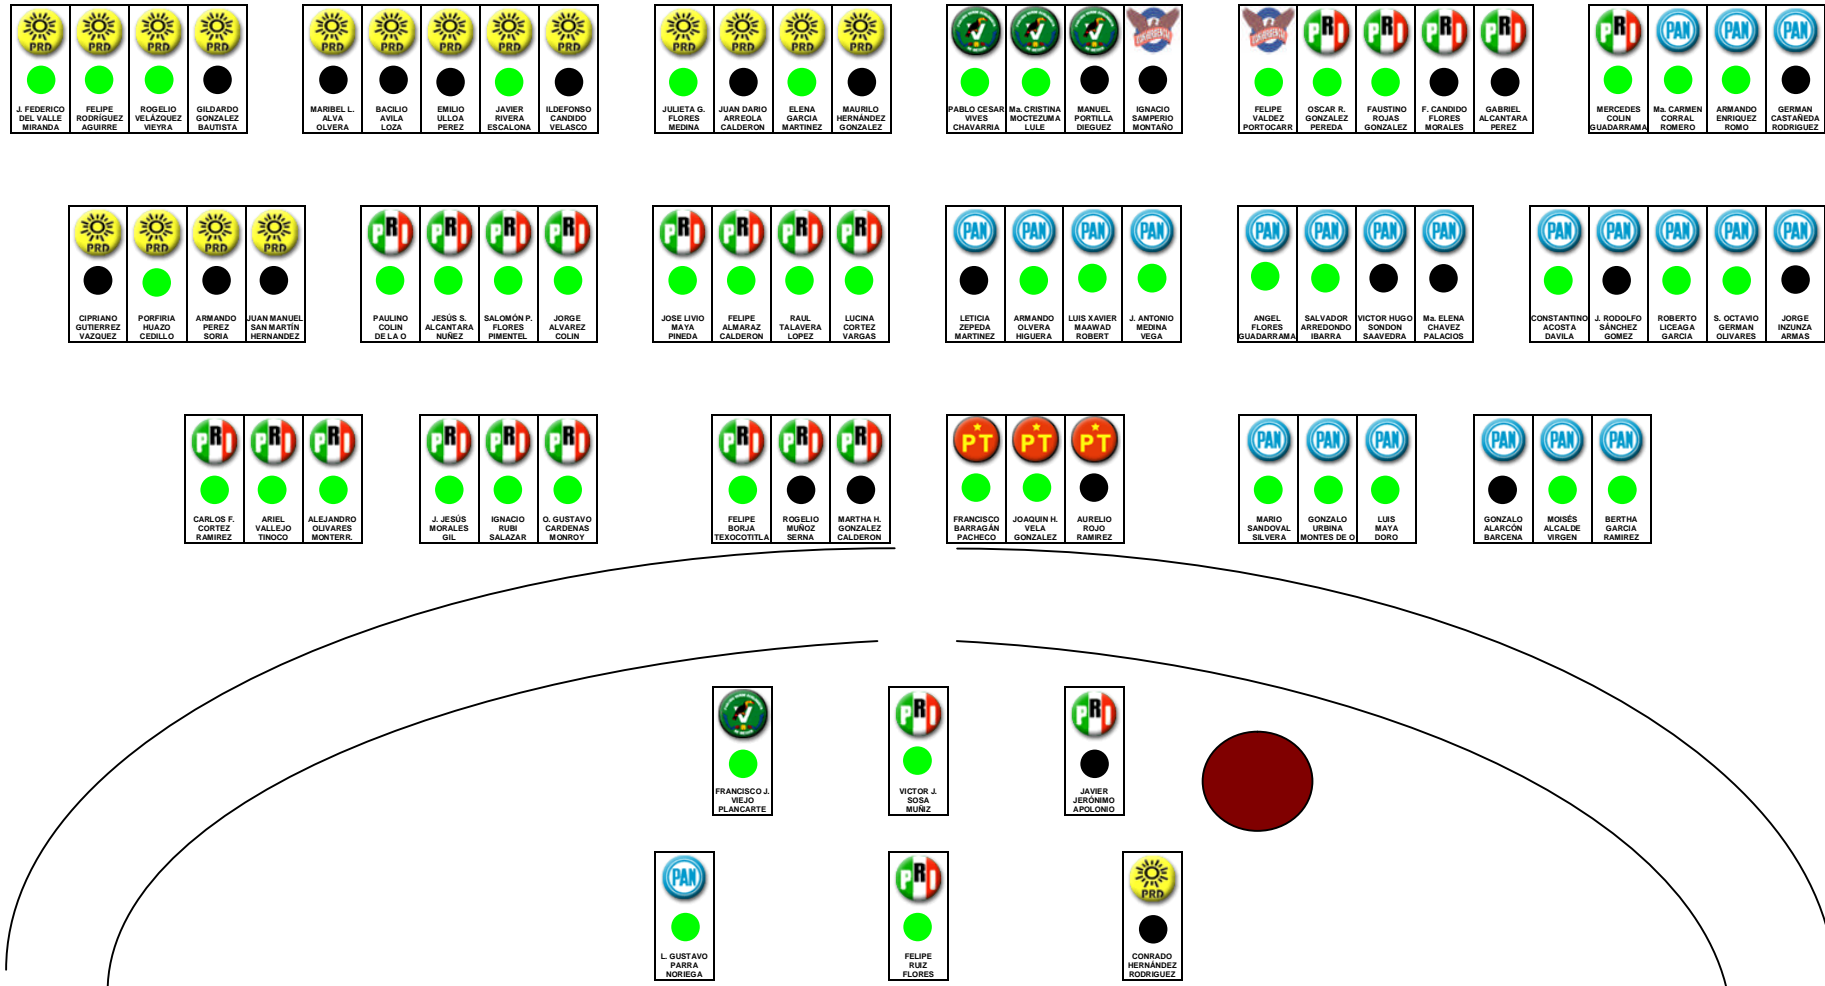 PRD PRD PRD PRD
J. FEDERICO
DEL VALLE
MIRANDA
FELIPE
RODRÍGUEZ
AGUIRRE
ROGELIO
VELÁZQUEZ
VIEYRA
GILDARDO
GONZALEZ
BAUTISTA
PRD PRD PRD PRD PRD
MARIBEL L.
ALVA
OLVERA
BACILIO
AVILA
LOZA
EMILIO
ULLOA
PEREZ
JAVIER
RIVERA
ESCALONA
ILDEFONSO
CANDIDO
VELASCO
PRD PRD PRD PRD
JULIETA G.
FLORES
MEDINA
JUAN DARIO
ARREOLA
CALDERON
ELENA
GARCIA
MARTINEZ
MAURILO
HERNÁNDEZ
GONZALEZ
PABLO CESAR
VIVES
CHAVARRIA
Ma. CRISTINA
MOCTEZUMA
LULE
MANUEL
PORTILLA
DIEGUEZ
IGNACIO
SAMPERIO
MONTAÑO
PRI PRI PRI PRI
FELIPE
VALDEZ
PORTOCARR
OSCAR R.
GONZALEZ
PEREDA
FAUSTINO
ROJAS
GONZALEZ
F. CANDIDO
FLORES
MORALES
GABRIEL
ALCANTARA
PEREZ
PRI PAN PAN PAN
MERCEDES
COLIN
GUADARRAMA
Ma. CARMEN
CORRAL
ROMERO
ARMANDO
ENRIQUEZ
ROMO
GERMAN
CASTAÑEDA
RODRIGUEZ
PRD PRD PRD PRD
CIPRIANO
GUTIERREZ
VAZQUEZ
PORFIRIA
HUAZO
CEDILLO
ARMANDO
PEREZ
SORIA
JUAN MANUEL
SAN MARTÍN
HERNANDEZ
PRI PRI PRI PRI
PAULINO
COLIN
DE LA O
JESÚS S.
ALCANTARA
NUÑEZ
SALOMÓN P.
FLORES
PIMENTEL
JORGE
ALVAREZ
COLIN
PRI PRI PRI PRI
JOSE LIVIO
MAYA
PINEDA
FELIPE
ALMARAZ
CALDERON
RAUL
TALAVERA
LOPEZ
LUCINA
CORTEZ
VARGAS
PAN PAN PAN PAN
LETICIA
ZEPEDA
MARTINEZ
ARMANDO
OLVERA
HIGUERA
LUIS XAVIER
MAAWAD
ROBERT
J. ANTONIO
MEDINA
VEGA
PAN PAN PAN PAN
ANGEL
FLORES
GUADARRAMA
SALVADOR
ARREDONDO
IBARRA
VICTOR HUGO
SONDON
SAAVEDRA
Ma. ELENA
CHAVEZ
PALACIOS
PAN PAN PAN PAN PAN
CONSTANTINO
ACOSTA
DAVILA
J. RODOLFO
SÁNCHEZ
GOMEZ
ROBERTO
LICEAGA
GARCIA
S. OCTAVIO
GERMAN
OLIVARES
JORGE
INZUNZA
ARMAS
PRI PRI PRI
CARLOS F.
CORTEZ
RAMIREZ
ARIEL
VALLEJO
TINOCO
ALEJANDRO
OLIVARES
MONTERR.
PRI PRI PRI
J. JESÚS
MORALES
GIL
IGNACIO
RUBI
SALAZAR
O. GUSTAVO
CARDENAS
MONROY
PRI PRI PRI
FELIPE
BORJA
TEXOCOTITLA
ROGELIO
MUÑOZ
SERNA
MARTHA H.
GONZALEZ
CALDERON
PT PT PT
FRANCISCO
BARRAGÁN
PACHECO
JOAQUIN H.
VELA
GONZALEZ
AURELIO
ROJO
RAMIREZ
PAN PAN PAN
MARIO
SANDOVAL
SILVERA
GONZALO
URBINA
MONTES DE O
LUIS
MAYA
DORO
PAN PAN PAN
GONZALO
ALARCÓN
BARCENA
MOISÉS
ALCALDE
VIRGEN
BERTHA
GARCIA
RAMIREZ
FRANCISCO J.
VIEJO
PLANCARTE
PRI
VICTOR J.
SOSA
MUÑIZ
PRI
JAVIER
JERÓNIMO
APOLONIO
PAN
L. GUSTAVO
PARRA
NORIEGA
PRI
FELIPE
RUIZ
FLORES
PRD
CONRADO
HERNÁNDEZ
RODRIGUEZ